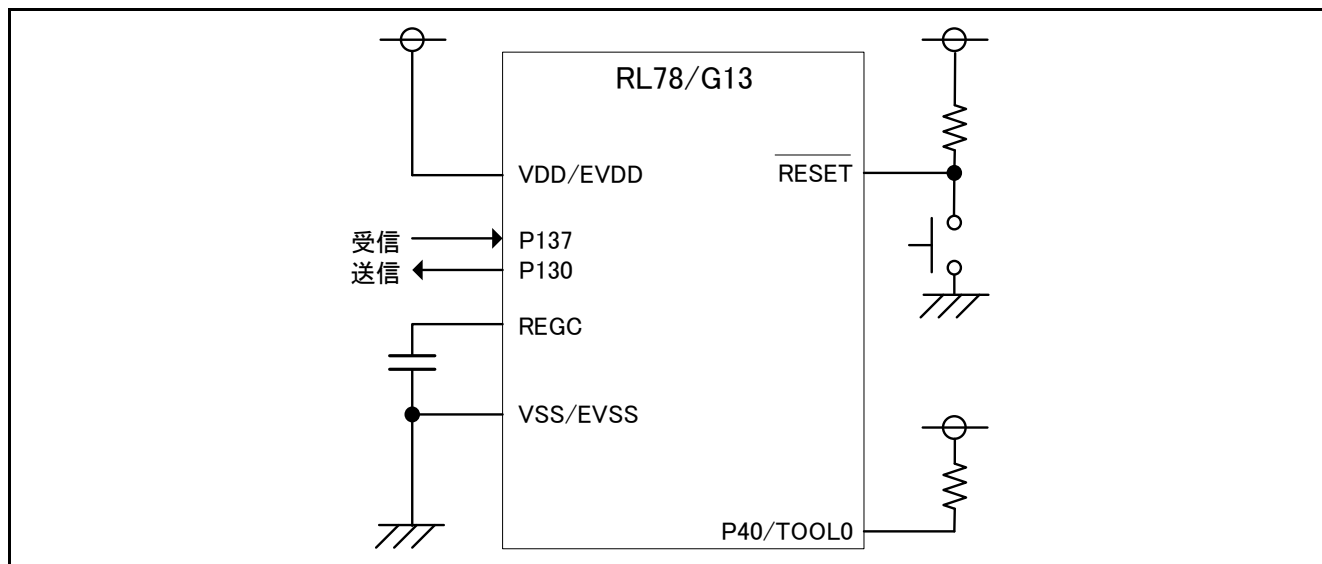 RL78/G13
VDD/EVDD
RESET
受信
P137
送信
P130
REGC
VSS/EVSS
P40/TOOL0